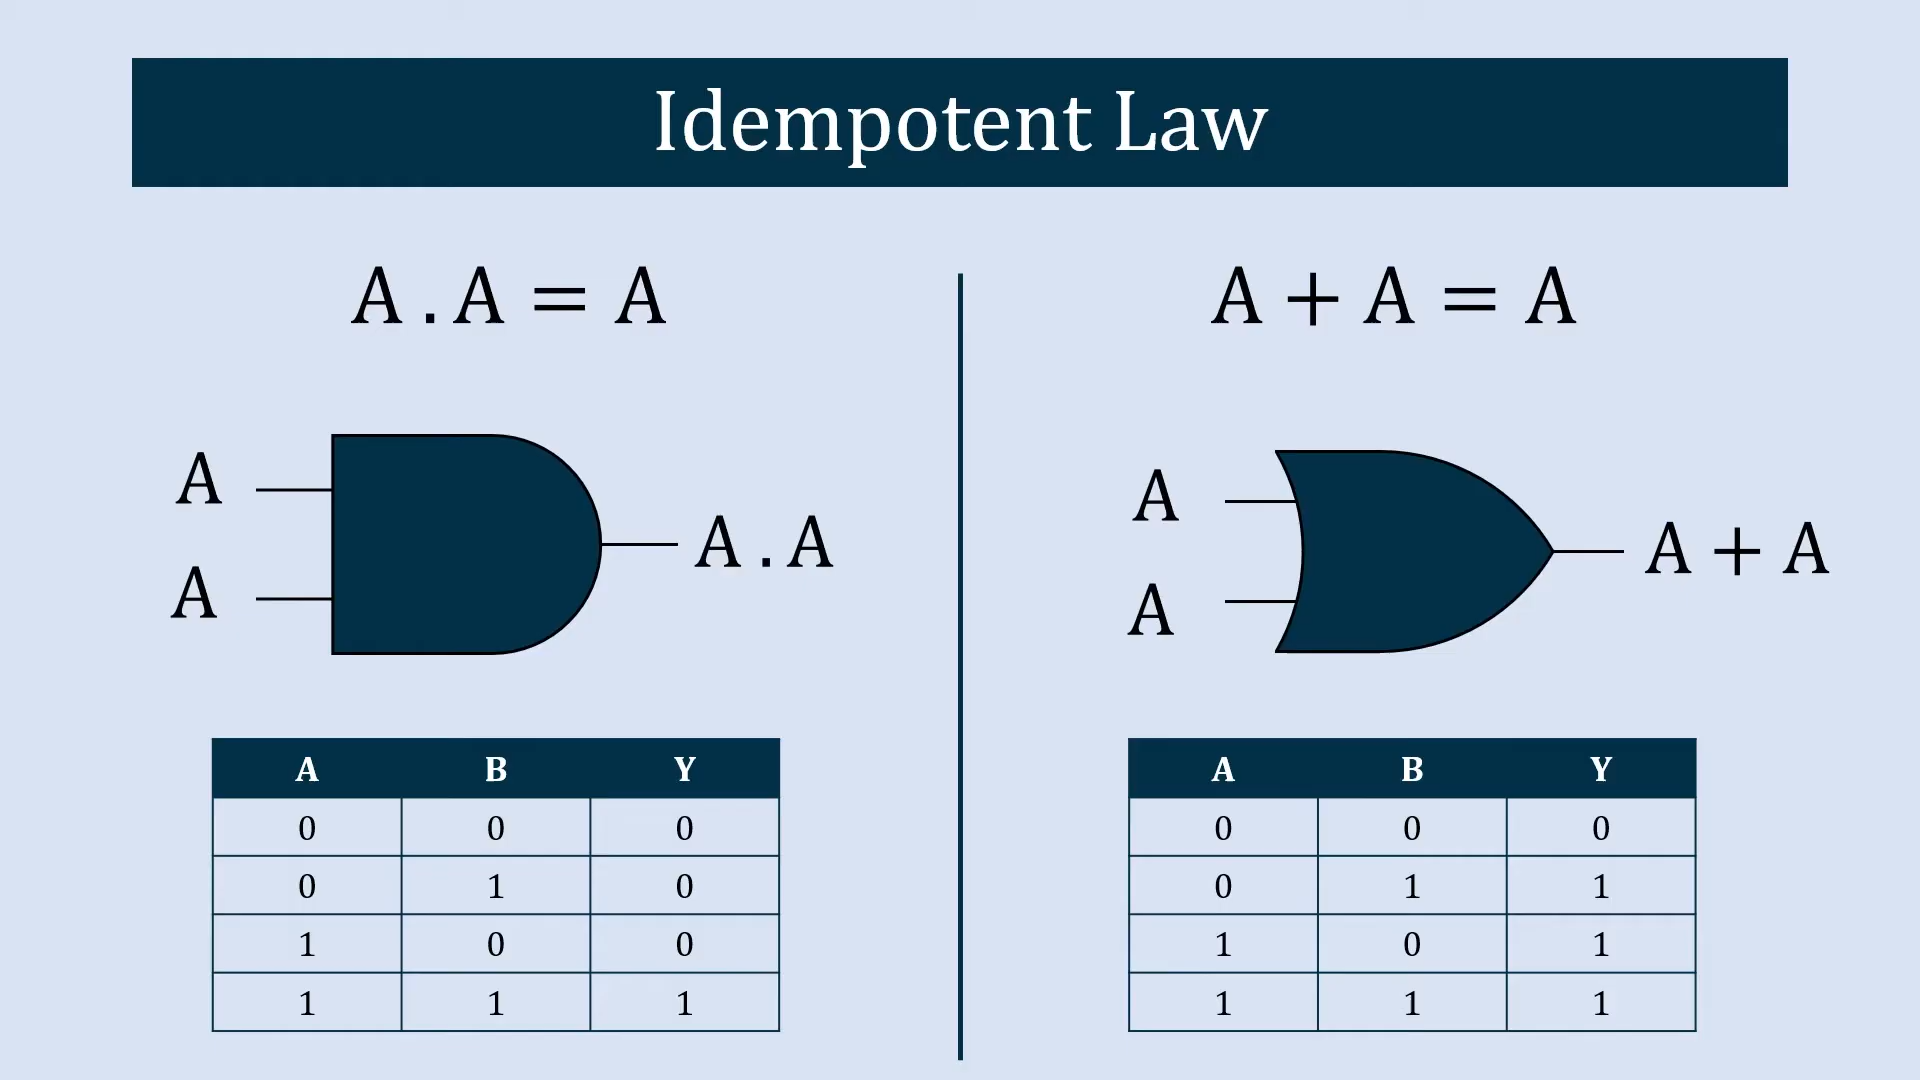 Idempotent Law
A . A = A
A
A
A . A
A B Y
0 0 0
0 1 0
1 0 0
1 1 1
A + A = A
A
A
A + A
A B Y
0 0 0
0 1 1
1 0 1
1 1 1